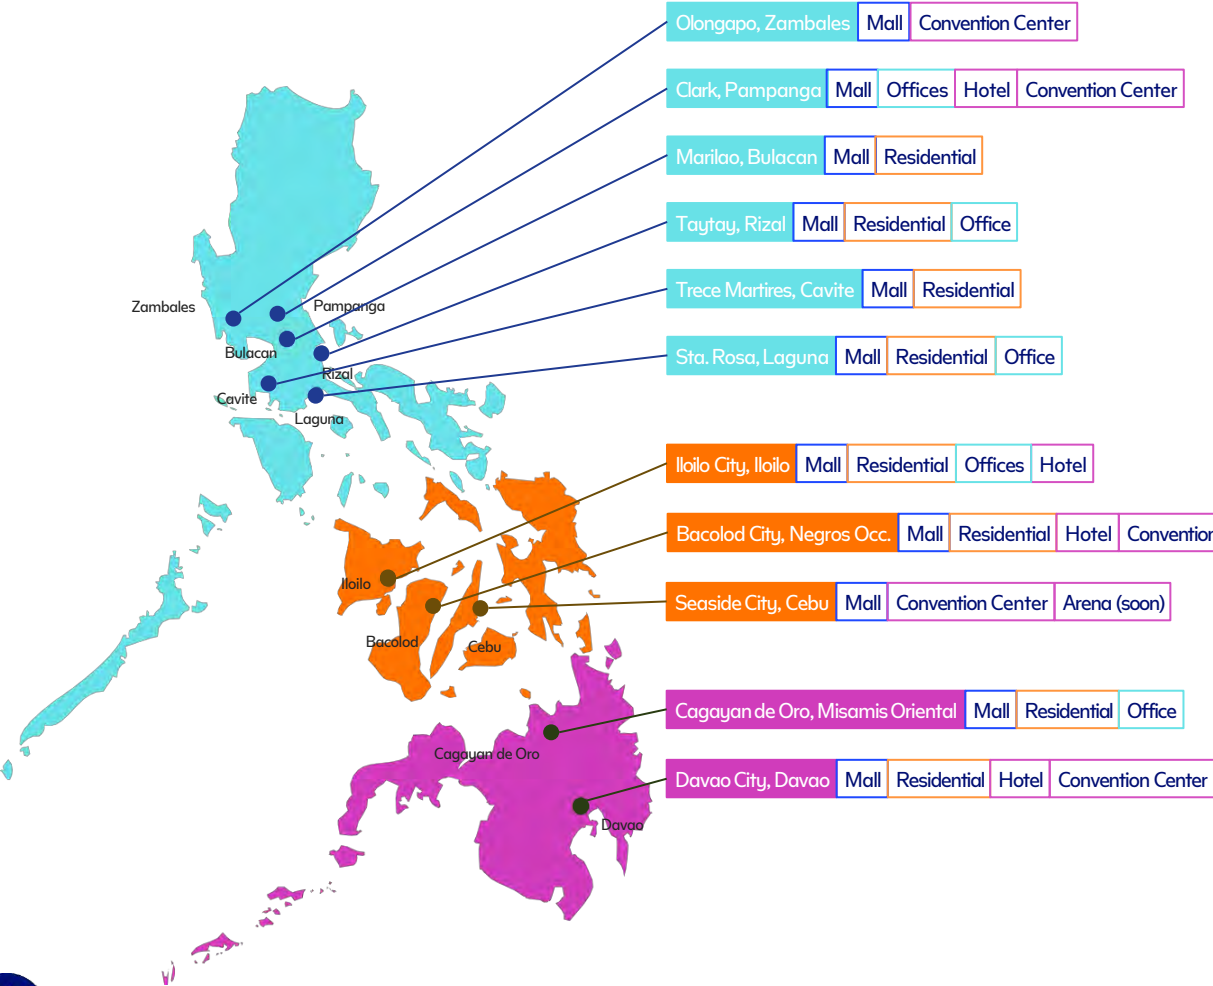 Olongapo, Zambales Mall Convention Center
Clark, Pampanga Mall Offices Hotel Convention Center
Marilao, Bulacan Mall Residential
Taytay, Rizal Mall Residential Office
Trece Martires, Cavite Mall Residential
Sta. Rosa, Laguna Mall Residential Office
Zambales
Pampanga
Bulacan
Rizal
Cavite
Laguna
Iloilo City, Iloilo Mall Residential Offices Hotel
Bacolod City, Negros Occ. Mall Residential Hotel Convention
Seaside City, Cebu Mall Convention Center Arena (soon)
Iloilo
Bacolod
Cebu
Cagayan de Oro, Misamis Oriental Mall Residential Office
Davao City, Davao Mall Residential Hotel Convention Center
Cagayan de Oro
Davao